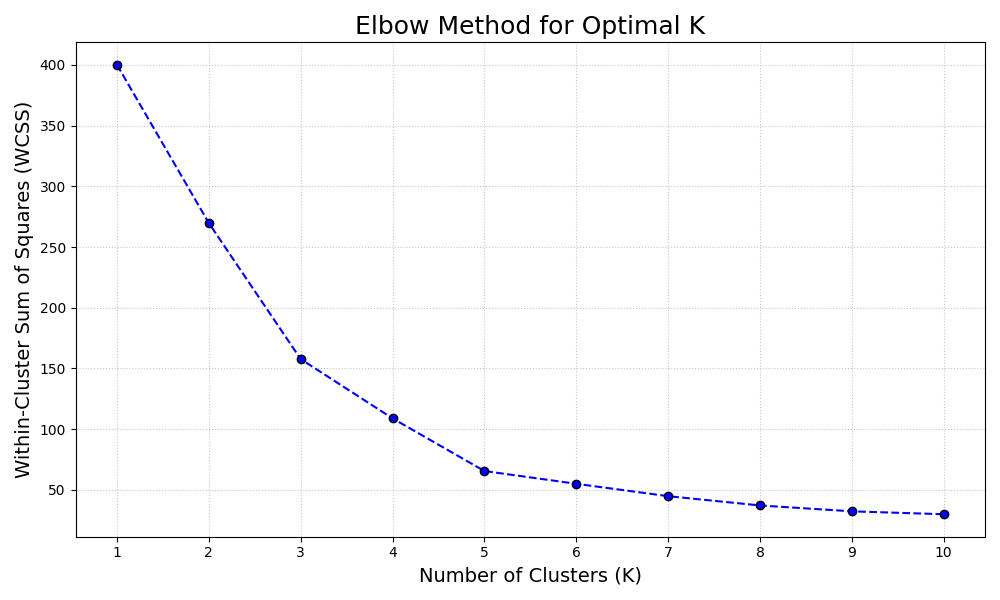 Elbow Method for Optimal K
Within-Cluster Sum of Squares (WCSS)
400
350
300
250
200
150
100
50
1 2 3 4 5 6 7 8 9 10
Number of Clusters (K)